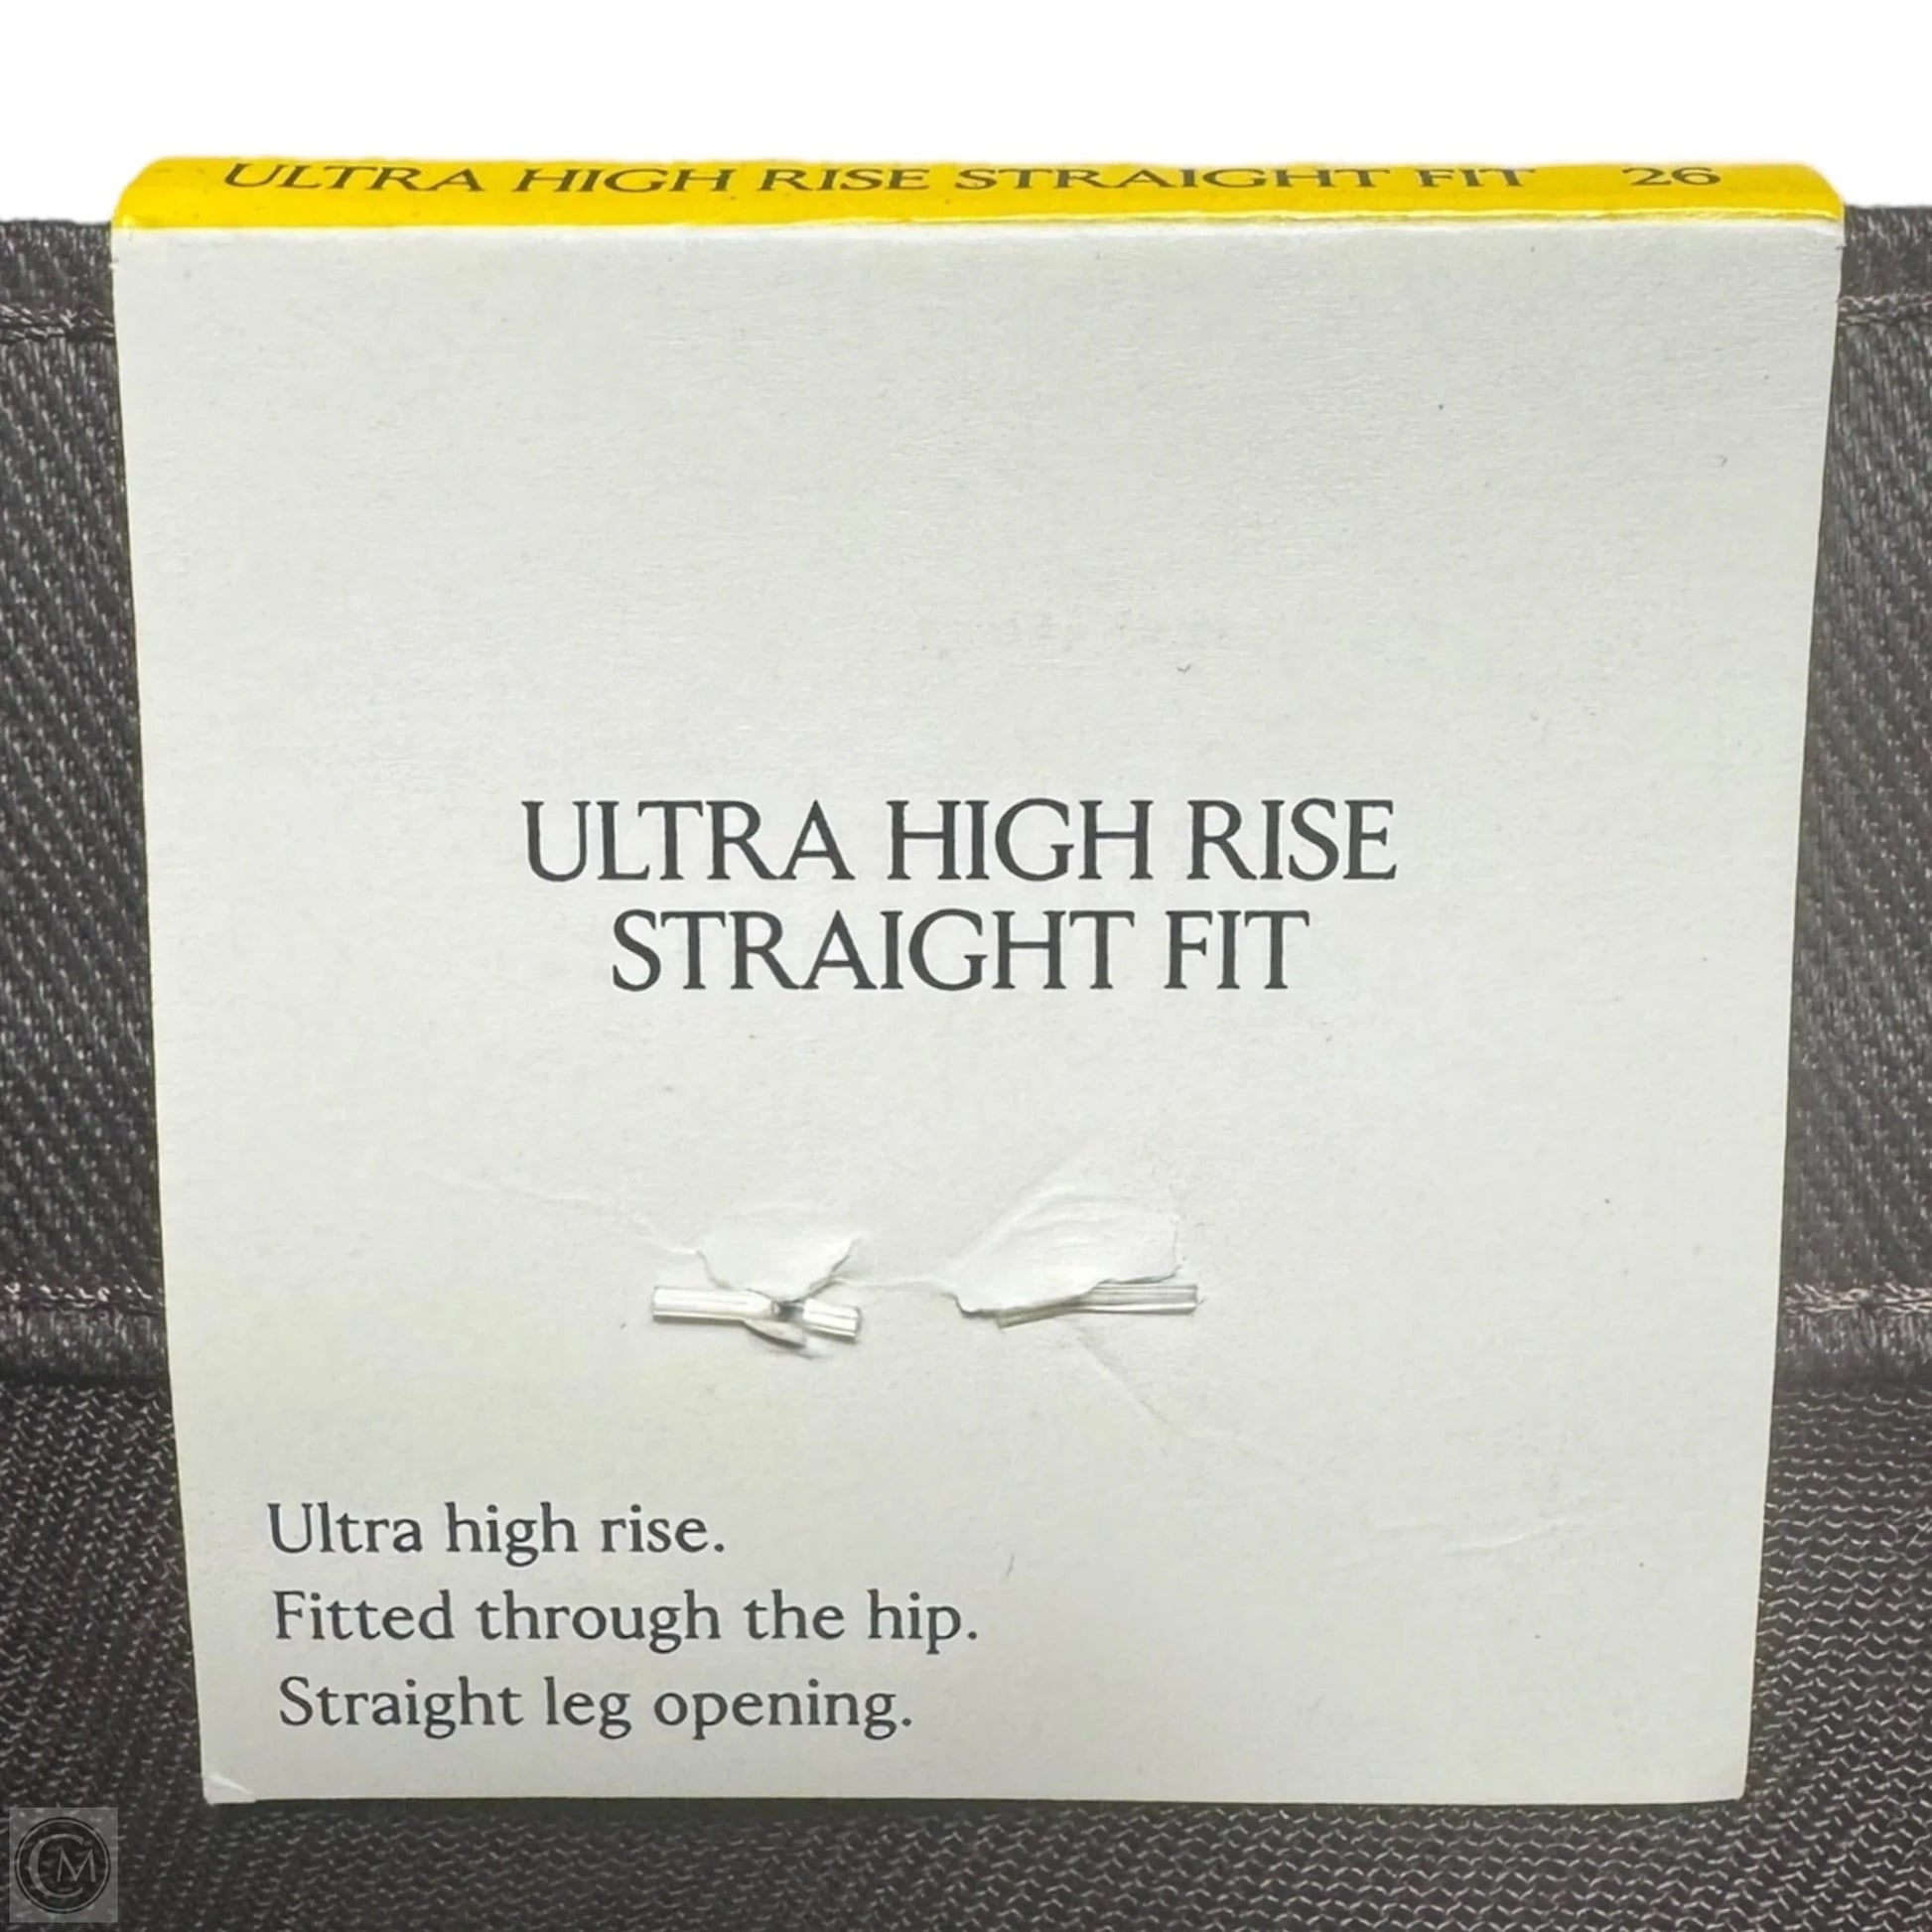 ULTRA HIGH RISE STRAIGHT FIT 26
ULTRA HIGH RISE
STRAIGHT FIT
Ultra high rise.
Fitted through the hip.
Straight leg opening.
CM